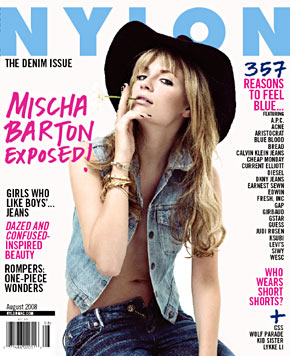 NYLON
THE DENIM ISSUE
MISCHA
BARTON
EXPOSED!
GIRLS WHO
LIKE BOYS'...
JEANS
DAZED AND
CONFUSED-
INSPIRED
BEAUTY
ROMPERS:
ONE-PIECE
WONDERS
August 2008
NYLONMAG.COM
357
REASONS
TO FEEL
BLUE...
FEATURING
A.P.C.
ACNE
ARISTOCRAT
BLUE BLOOD
BREAD
CALVIN KLEIN JEANS
CHEAP MONDAY
CURRENT ELLIOTT
DIESEL
DKNY JEANS
EARNEST SEWN
EDWIN
FRESH, INC
GAP
GIRBAUD
GSTAR
GUESS
JUDI ROSEN
KSUBI
LEVI'S
SIWY
WESC
WHO
WEARS
SHORT
SHORTS?
+
CSS
WOLF PARADE
KID SISTER
LYKKE LI